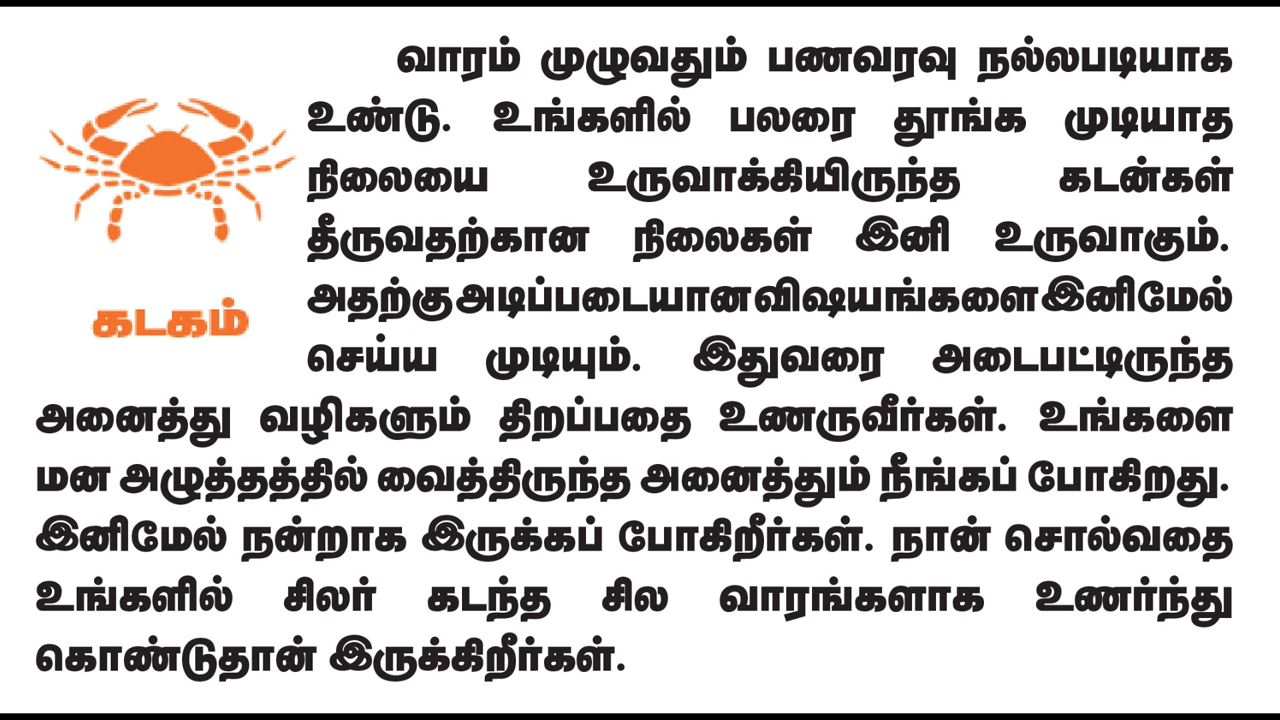 வாரம் முழுவதும் பணவரவு நல்லபடியாக
உண்டு. உங்களில் பலரை தூங்க முடியாத
நிலையை உருவாக்கியிருந்த கடன்கள்
தீருவதற்கான நிலைகள் இனி உருவாகும்.
அதற்கு அடிப்படையான விஷயங்களை இனிமேல்
கடகம்
செய்ய முடியும். இதுவரை அடைபட்டிருந்த
அனைத்து வழிகளும் திறப்பதை உணருவீர்கள். உங்களை
மன அழுத்தத்தில் வைத்திருந்த அனைத்தும் நீங்கப் போகிறது.
இனிமேல் நன்றாக இருக்கப் போகிறீர்கள். நான் சொல்வதை
உங்களில் சிலர் கடந்த சில வாரங்களாக உணர்ந்து
கொண்டுதான் இருக்கிறீர்கள்.